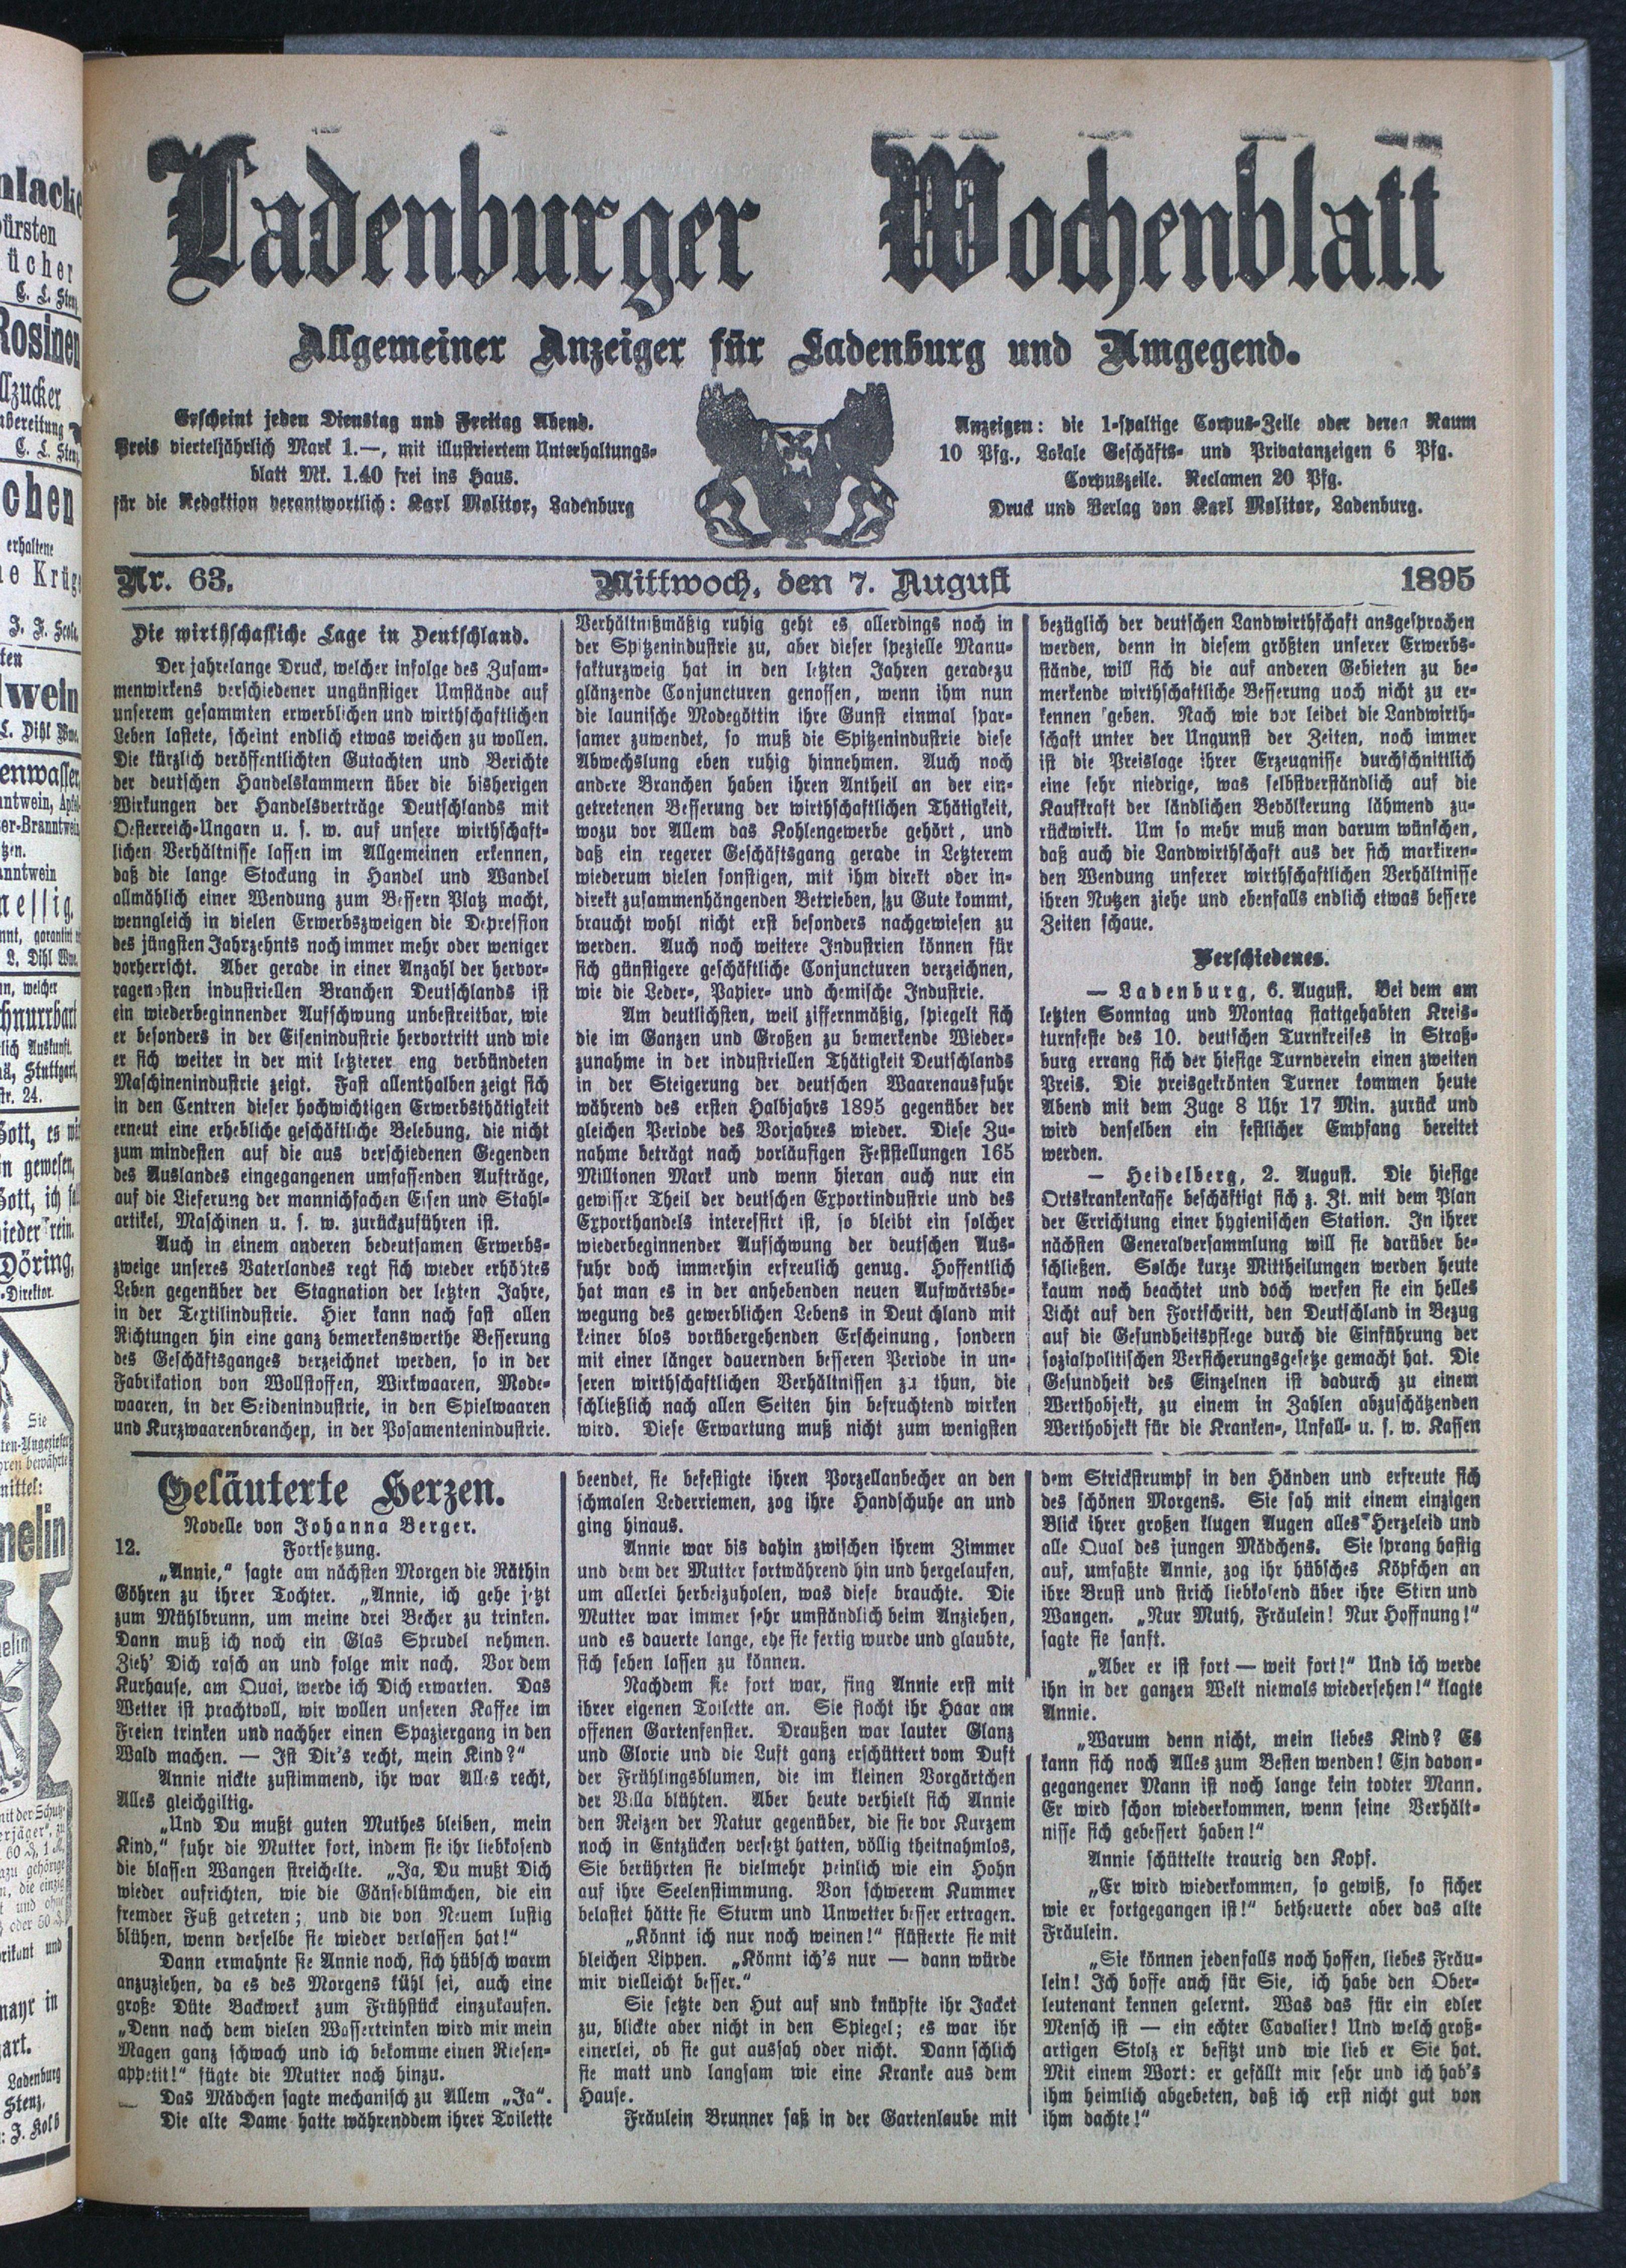 Ladenburger Wochenblatt
Allgemeiner Anzeiger für Ladenburg und Umgegend.
Erscheint jeden Dienstag und Freitag Abend.
Preis vierteljährlich Mark 1.—, mit illustriertem Unterhaltungs-
blatt Mk. 1.40 frei ins Haus.
für die Redaktion verantwortlich: Karl Molitor, Ladenburg
Anzeigen: die 1-spaltige Corpus-Zeile oder deren Raum
10 Pfg., Lokale Geschäfts- und Privatanzeigen 6 Pfg.
Corpuszeile. Reclamen 20 Pfg.
Druck und Verlag von Karl Molitor, Ladenburg.
Nr. 63. Mittwoch, den 7. August 1895
Die wirthschaftliche Lage in Deutschland.
Der jahrelange Druck, welcher infolge des Zusam-
menwirkens verschiedener ungünstiger Umstände auf
unserem gesammten erwerblichen und wirthschaftlichen
Leben lastete, scheint endlich etwas weichen zu wollen.
Die kürzlich veröffentlichten Gutachten und Berichte
der deutschen Handelskammern über die bisherigen
Wirkungen der Handelsverträge Deutschlands mit
Oesterreich-Ungarn u. s. w. auf unsere wirthschaft-
lichen Verhältnisse lassen im Allgemeinen erkennen,
daß die lange Stockung in Handel und Wandel
allmählich einer Wendung zum Bessern Platz macht,
wenngleich in vielen Erwerbszweigen die Depression
des jüngsten Jahrzehnts noch immer mehr oder weniger
vorherrscht. Aber gerade in einer Anzahl der hervor-
ragendsten industriellen Branchen Deutschlands ist
ein wiederbeginnender Aufschwung unbestreitbar, wie
er besonders in der Eisenindustrie hervortritt und wie
er sich weiter in der mit letzterer eng verbündeten
Maschinenindustrie zeigt. Fast allenthalben zeigt sich
in den Centren dieser hochwichtigen Erwerbsthätigkeit
erneut eine erhebliche geschäftliche Belebung, die nicht
zum mindesten auf die aus verschiedenen Gegenden
des Auslandes eingegangenen umfassenden Aufträge,
auf die Lieferung der mannichfachen Eisen und Stahl-
artikel, Maschinen u. s. w. zurückzuführen ist.
Auch in einem anderen bedeutsamen Erwerbs-
zweige unseres Vaterlandes regt sich wieder erhöhtes
Leben gegenüber der Stagnation der letzten Jahre,
in der Textilindustrie. Hier kann nach fast allen
Richtungen hin eine ganz bemerkenswerthe Besserung
des Geschäftsganges verzeichnet werden, so in der
Fabrikation von Wollstoffen, Wirkwaaren, Mode-
waaren, in der Seidenindustrie, in den Spielwaaren
und Kurzwaarenbranchen, in der Posamentenindustrie.
Verhältnißmäßig ruhig geht es allerdings noch in
der Spitzenindustrie zu, aber dieser spezielle Manu-
fakturzweig hat in den letzten Jahren geradezu
glänzende Conjuncturen genossen, wenn ihm nun
die launische Modegöttin ihre Gunst einmal spar-
samer zuwendet, so muß die Spitzenindustrie diese
Abwechslung eben ruhig hinnehmen. Auch noch
andere Branchen haben ihren Antheil an der ein-
getretenen Besserung der wirthschaftlichen Thätigkeit,
wozu vor Allem das Kohlengewerbe gehört, und
daß ein regerer Geschäftsgang gerade in Letzterem
wiederum vielen sonstigen, mit ihm direkt oder in-
direkt zusammenhängenden Betrieben, zu Gute kommt,
braucht wohl nicht erst besonders nachgewiesen zu
werden. Auch noch weitere Industrien können für
sich günstigere geschäftliche Conjuncturen verzeichnen,
wie die Leder-, Papier- und chemische Industrie.
Am deutlichsten, weil ziffernmäßig, spiegelt sich
die im Ganzen und Großen zu bemerkende Wieder-
zunahme in der industriellen Thätigkeit Deutschlands
in der Steigerung der deutschen Waarenausfuhr
während des ersten Halbjahrs 1895 gegenüber der
gleichen Periode des Vorjahres wieder. Diese Zu-
nahme beträgt nach vorläufigen Feststellungen 165
Millionen Mark und wenn hieran auch nur ein
gewisser Theil der deutschen Exportindustrie und des
Exporthandels interessirt ist, so bleibt ein solcher
wiederbeginnender Aufschwung der deutschen Aus-
fuhr doch immerhin erfreulich genug. Hoffentlich
hat man es in der anhebenden neuen Aufwärtsbe-
wegung des gewerblichen Lebens in Deut chland mit
keiner blos vorübergehenden Erscheinung, sondern
mit einer länger dauernden besseren Periode in un-
seren wirthschaftlichen Verhältnissen zu thun, die
schließlich nach allen Seiten hin befruchtend wirken
wird. Diese Erwartung muß nicht zum wenigsten
bezüglich der deutschen Landwirthschaft ausgesprochen
werden, denn in diesem größten unserer Erwerbs-
stände, will sich die auf anderen Gebieten zu be-
merkende wirthschaftliche Besserung noch nicht zu er-
kennen geben. Nach wie vor leidet die Landwirth-
schaft unter der Ungunst der Zeiten, noch immer
ist die Preislage ihrer Erzeugnisse durchschnittlich
eine sehr niedrige, was selbstverständlich auf die
Kaufkraft der ländlichen Bevölkerung lähmend zu-
rückwirkt. Um so mehr muß man darum wünschen,
daß auch die Landwirthschaft aus der sich markiren-
den Wendung unserer wirthschaftlichen Verhältnisse
ihren Nutzen ziehe und ebenfalls endlich etwas bessere
Zeiten schaue.
Verschiedenes.
— Ladenburg, 6. August. Bei dem am
letzten Sonntag und Montag stattgehabten Kreis-
turnfeste des 10. deutschen Turnkreises in Straß-
burg errang sich der hiesige Turnverein einen zweiten
Preis. Die preisgekrönten Turner kommen heute
Abend mit dem Zuge 8 Uhr 17 Min. zurück und
wird denselben ein festlicher Empfang bereitet
werden.
— Heidelberg, 2. August. Die hiesige
Ortskrankenkasse beschäftigt sich z. Zt. mit dem Plan
der Errichtung einer hygienischen Station. In ihrer
nächsten Generalversammlung will sie darüber be-
schließen. Solche kurze Mittheilungen werden heute
kaum noch beachtet und doch werfen sie ein helles
Licht auf den Fortschritt, den Deutschland in Bezug
auf die Gesundheitspflege durch die Einführung der
sozialpolitischen Versicherungsgesetze gemacht hat. Die
Gesundheit des Einzelnen ist dadurch zu einem
Werthobjekt, zu einem in Zahlen abzuschätzenden
Werthobjekt für die Kranken-, Unfall- u. s. w. Kassen
Geläuterte Herzen.
Novelle von Johanna Berger.
12. Fortsetzung.
„Annie,“ sagte am nächsten Morgen die Räthin
Göhren zu ihrer Tochter. „Annie, ich gehe jetzt
zum Mühlbrunn, um meine drei Becher zu trinken.
Dann muß ich noch ein Glas Sprudel nehmen.
Zieh’ Dich rasch an und folge mir nach. Vor dem
Kurhause, am Quai, werde ich Dich erwarten. Das
Wetter ist prachtvoll, wir wollen unseren Kaffee im
Freien trinken und nachher einen Spaziergang in den
Wald machen. — Ist Dir’s recht, mein Kind?“
Annie nickte zustimmend, ihr war Alles recht,
Alles gleichgiltig.
„Und Du mußt guten Muthes bleiben, mein
Kind,“ fuhr die Mutter fort, indem sie ihr liebkosend
die blassen Wangen streichelte. „Ja, Du mußt Dich
wieder aufrichten, wie die Gänseblümchen, die ein
fremder Fuß getreten; und die von Neuem lustig
blühen, wenn derselbe sie wieder verlassen hat!“
Dann ermahnte sie Annie noch, sich hübsch warm
anzuziehen, da es des Morgens kühl sei, auch eine
große Düte Backwerk zum Frühstück einzukaufen.
„Denn nach dem vielen Wassertrinken wird mir mein
Magen ganz schwach und ich bekomme einen Riesen-
appetit!“ fügte die Mutter noch hinzu.
Das Mädchen sagte mechanisch zu Allem „Ja“.
Die alte Dame hatte währenddem ihrer Toilette
beendet, sie befestigte ihren Porzellanbecher an den
schmalen Lederriemen, zog ihre Handschuhe an und
ging hinaus.
Annie war bis dahin zwischen ihrem Zimmer
und dem der Mutter fortwährend hin und hergelaufen,
um allerlei herbeizuholen, was diese brauchte. Die
Mutter war immer sehr umständlich beim Anziehen,
und es dauerte lange, ehe sie fertig wurde und glaubte,
sich sehen lassen zu können.
Nachdem sie fort war, fing Annie erst mit
ihrer eigenen Toilette an. Sie flocht ihr Haar am
offenen Gartenfenster. Draußen war lauter Glanz
und Glorie und die Luft ganz erschüttert vom Duft
der Frühlingsblumen, die im kleinen Vorgärtchen
der Villa blühten. Aber heute verhielt sich Annie
den Reizen der Natur gegenüber, die sie vor Kurzem
noch in Entzücken versetzt hatten, völlig theitnahmlos,
Sie berührten sie vielmehr peinlich wie ein Hohn
auf ihre Seelenstimmung. Von schwerem Kummer
belastet hätte sie Sturm und Unwetter besser ertragen.
„Könnt ich nur noch weinen!“ flüsterte sie mit
bleichen Lippen. „Könnt ich’s nur — dann würde
mir vielleicht besser.“
Sie setzte den Hut auf und knüpfte ihr Jacket
zu, blickte aber nicht in den Spiegel; es war ihr
einerlei, ob sie gut aussah oder nicht. Dann schlich
sie matt und langsam wie eine Kranke aus dem
Hause.
Fräulein Brunner saß in der Gartenlaube mit
dem Strickstrumpf in den Händen und erfreute sich
des schönen Morgens. Sie sah mit einem einzigen
Blick ihrer großen klugen Augen alles Herzeleid und
alle Qual des jungen Mädchens. Sie sprang hastig
auf, umfaßte Annie, zog ihr hübsches Köpfchen an
ihre Brust und strich liebkosend über ihre Stirn und
Wangen. „Nur Muth, Fräulein! Nur Hoffnung!“
sagte sie sanft.
„Aber er ist fort — weit fort!“ Und ich werde
ihn in der ganzen Welt niemals wiedersehen!“ klagte
Annie.
„Warum denn nicht, mein liebes Kind? Es
kann sich noch Alles zum Besten wenden! Ein davon-
gegangener Mann ist noch lange kein todter Mann.
Er wird schon wiederkommen, wenn seine Verhält-
nisse sich gebessert haben!“
Annie schüttelte traurig den Kopf.
„Er wird wiederkommen, so gewiß, so sicher
wie er fortgegangen ist!“ betheuerte aber das alte
Fräulein.
„Sie können jedenfalls noch hoffen, liebes Fräu-
lein! Ich hoffe auch für Sie, ich habe den Ober-
leutenant kennen gelernt. Was das für ein edler
Mensch ist — ein echter Cavalier! Und welch groß-
artigen Stolz er besitzt und wie lieb er Sie hat.
Mit einem Wort: er gefällt mir sehr und ich hab’s
ihm heimlich abgebeten, daß ich erst nicht gut von
ihm dachte!“